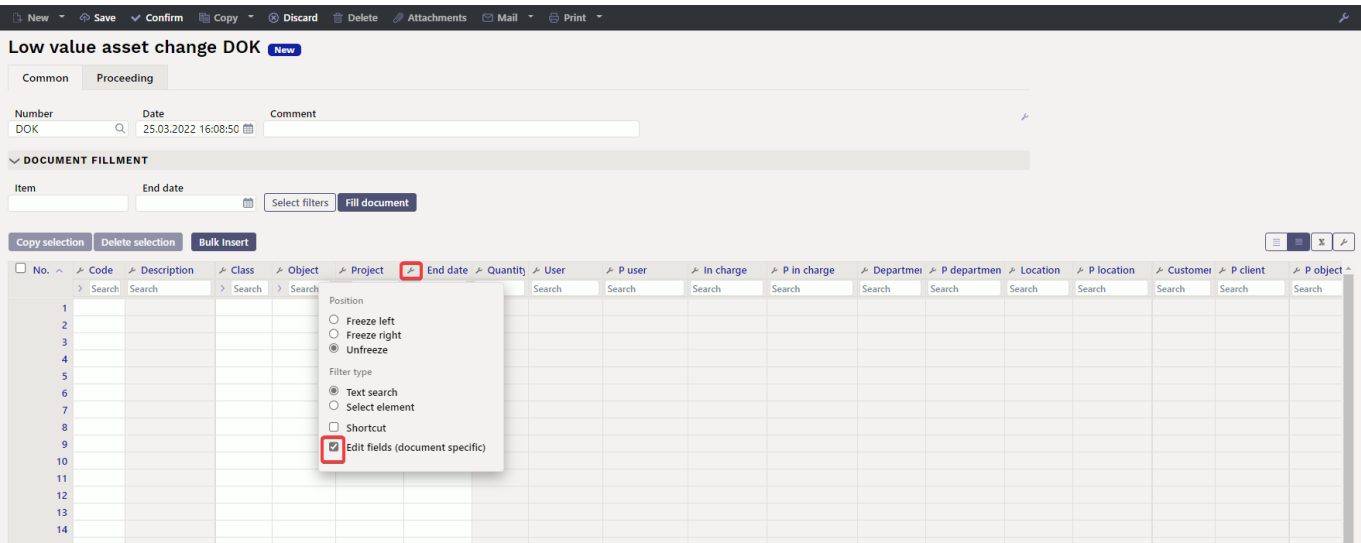 New Save Confirm Copy Discard Delete Attachments Mail Print
Low value asset change DOK New
Common Proceeding
Number Date Comment
DOK 25.03.2022 16:08:50
DOCUMENT FILLMENT
Item End date
Select filters Fill document
Copy selection Delete selection Bulk Insert
No. Code Description Class Object Project End date Quantity User P user In charge P in charge Departmen P departmen Location P location Customer P client P object
Search Search Search Search Search Search Search Search Search Search Search Search Search Search Search
Position
Freeze left
Freeze right
Unfreeze
Filter type
Text search
Select element
Shortcut
Edit fields (document specific)
1
2
3
4
5
6
7
8
9
10
11
12
13
14